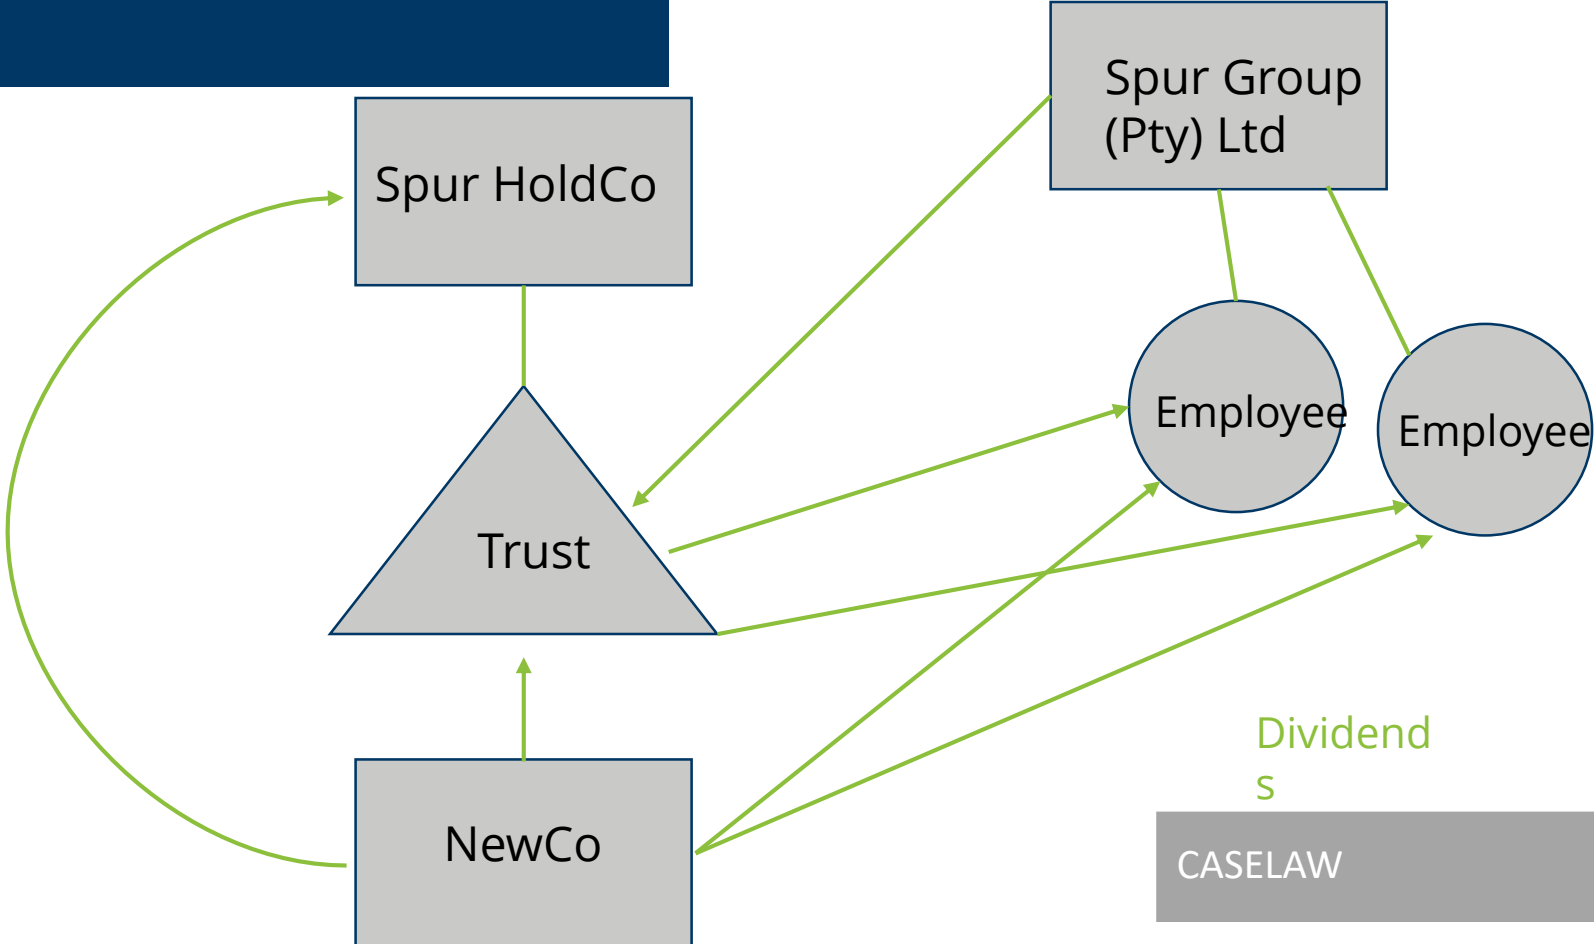 Spur Group
(Pty) Ltd
Spur HoldCo
Employee
Employee
Trust
Dividend
s
NewCo
CASELAW